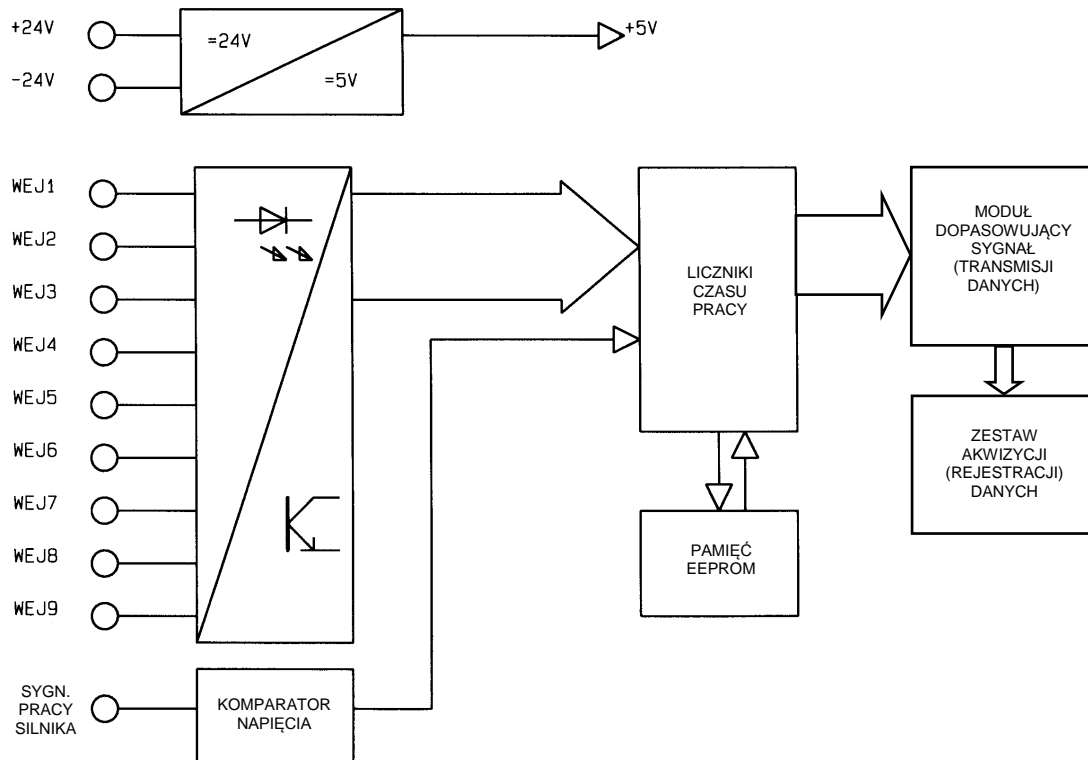 +24V
-24V
=24V
=5V
+5V
WEJ1
WEJ2
WEJ3
WEJ4
WEJ5
WEJ6
WEJ7
WEJ8
WEJ9
SYGN.
PRACY
SILNIKA
KOMPARATOR
NAPIĘCIA
LICZNIKI
CZASU
PRACY
PAMIĘĆ
EEPROM
MODUŁ
DOPASOWUJĄCY
SYGNAŁ
(TRANSMISJI
DANYCH)
ZESTAW
AKWIZYCJI
(REJESTRACJI)
DANYCH